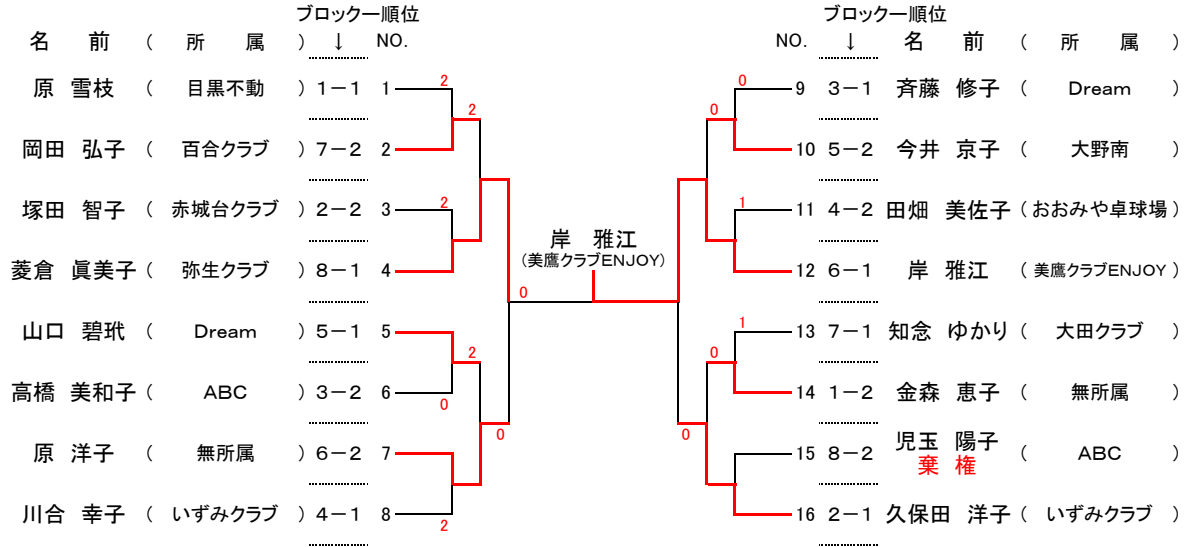 ブロックー順位
名 前 ( 所 属 ) ↓ NO.
原 雪枝 ( 目黒不動 ) 1－1 1
2
2
岡田 弘子 ( 百合クラブ ) 7－2 2
塚田 智子 ( 赤城台クラブ ) 2－2 3
2
菱倉 眞美子 ( 弥生クラブ ) 8－1 4
山口 碧玳 ( Dream ) 5－1 5
2
高橋 美和子 ( ABC ) 3－2 6
0
0
原 洋子 ( 無所属 ) 6－2 7
川合 幸子 ( いずみクラブ ) 4－1 8
2
岸 雅江
(美鷹クラブENJOY)
0
ブロックー順位
NO. ↓ 名 前 ( 所 属 )
0
9 3－1 斉藤 修子 ( Dream )
0
10 5－2 今井 京子 ( 大野南 )
1
11 4－2 田畑 美佐子 ( おおみや卓球場 )
12 6－1 岸 雅江 ( 美鷹クラブENJOY )
1
13 7－1 知念 ゆかり ( 大田クラブ )
0
14 1－2 金森 恵子 ( 無所属 )
0
15 8－2 児玉 陽子 ( ABC )
棄 権
16 2－1 久保田 洋子 ( いずみクラブ )